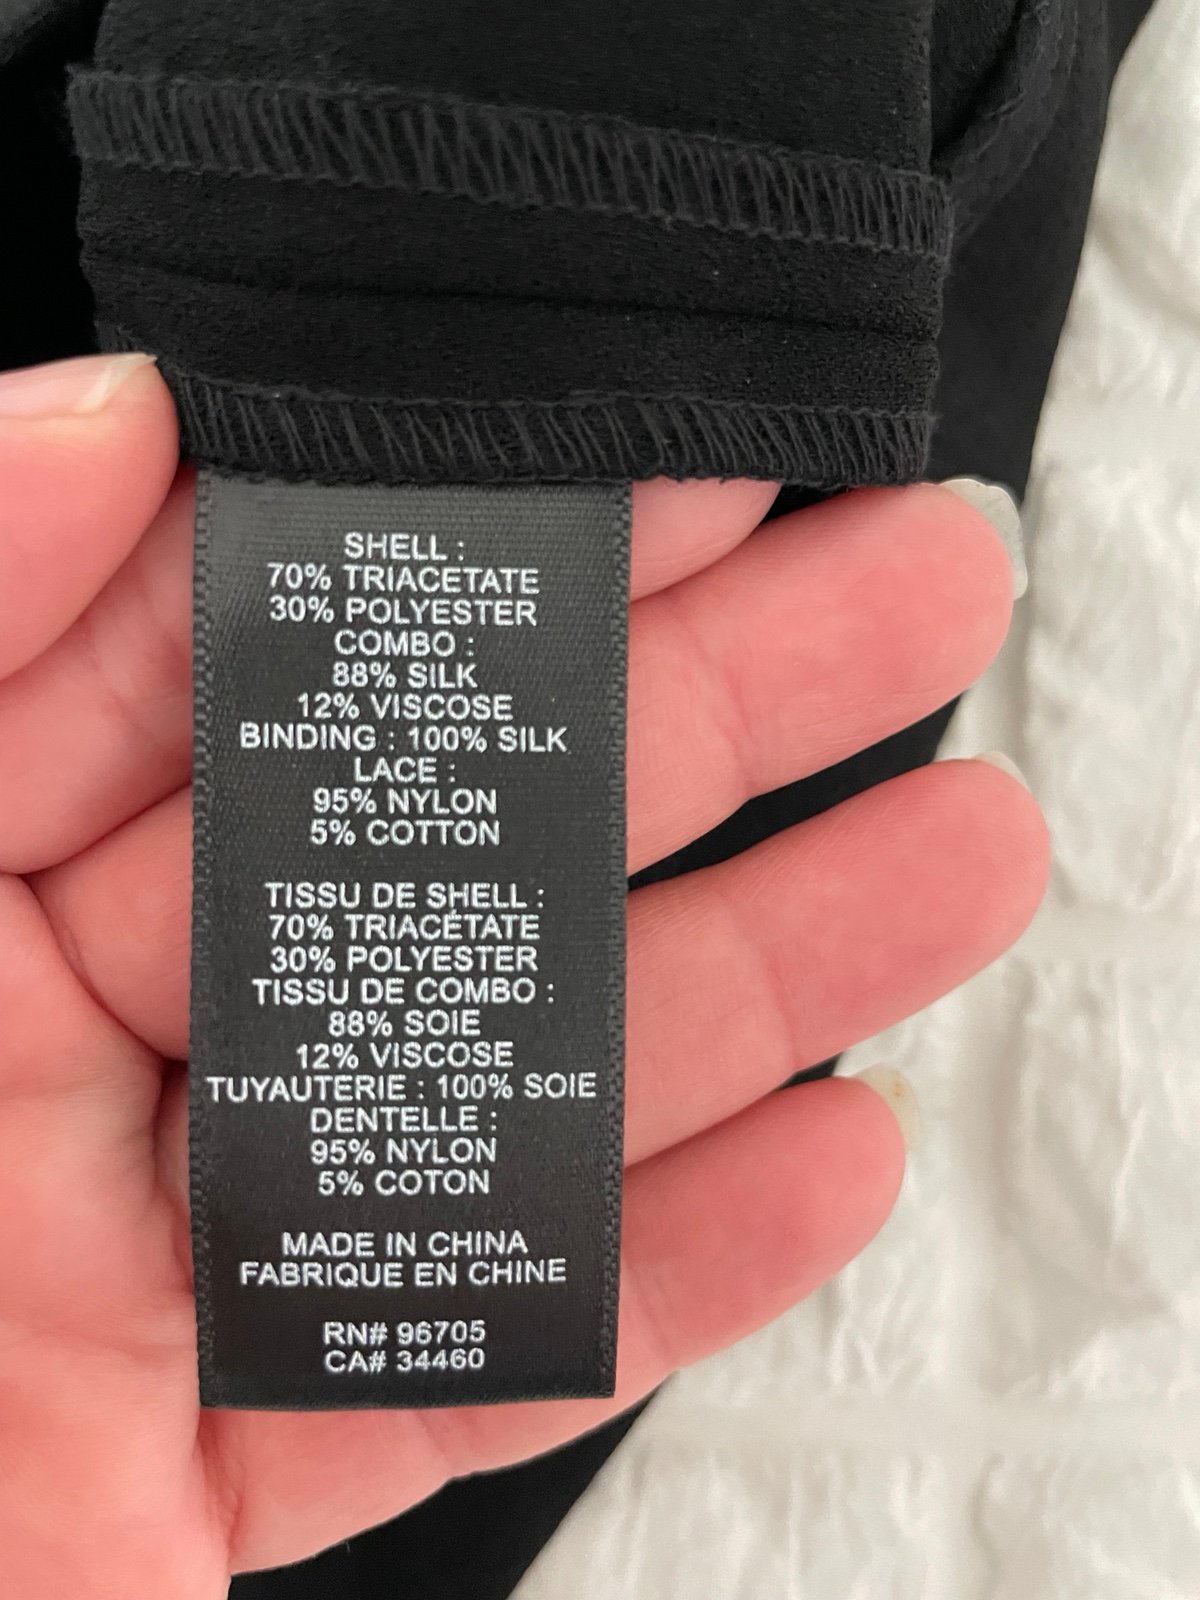 SHELL :
70% TRIACETATE
30% POLYESTER
COMBO :
88% SILK
12% VISCOSE
BINDING : 100% SILK
LACE :
95% NYLON
5% COTTON
TISSU DE SHELL :
70% TRIACÉTATE
30% POLYESTER
TISSU DE COMBO :
88% SOIE
12% VISCOSE
TUYAUTERIE : 100% SOIE
DENTELLE :
95% NYLON
5% COTON
MADE IN CHINA
FABRIQUE EN CHINE
RN# 96705
CA# 34460